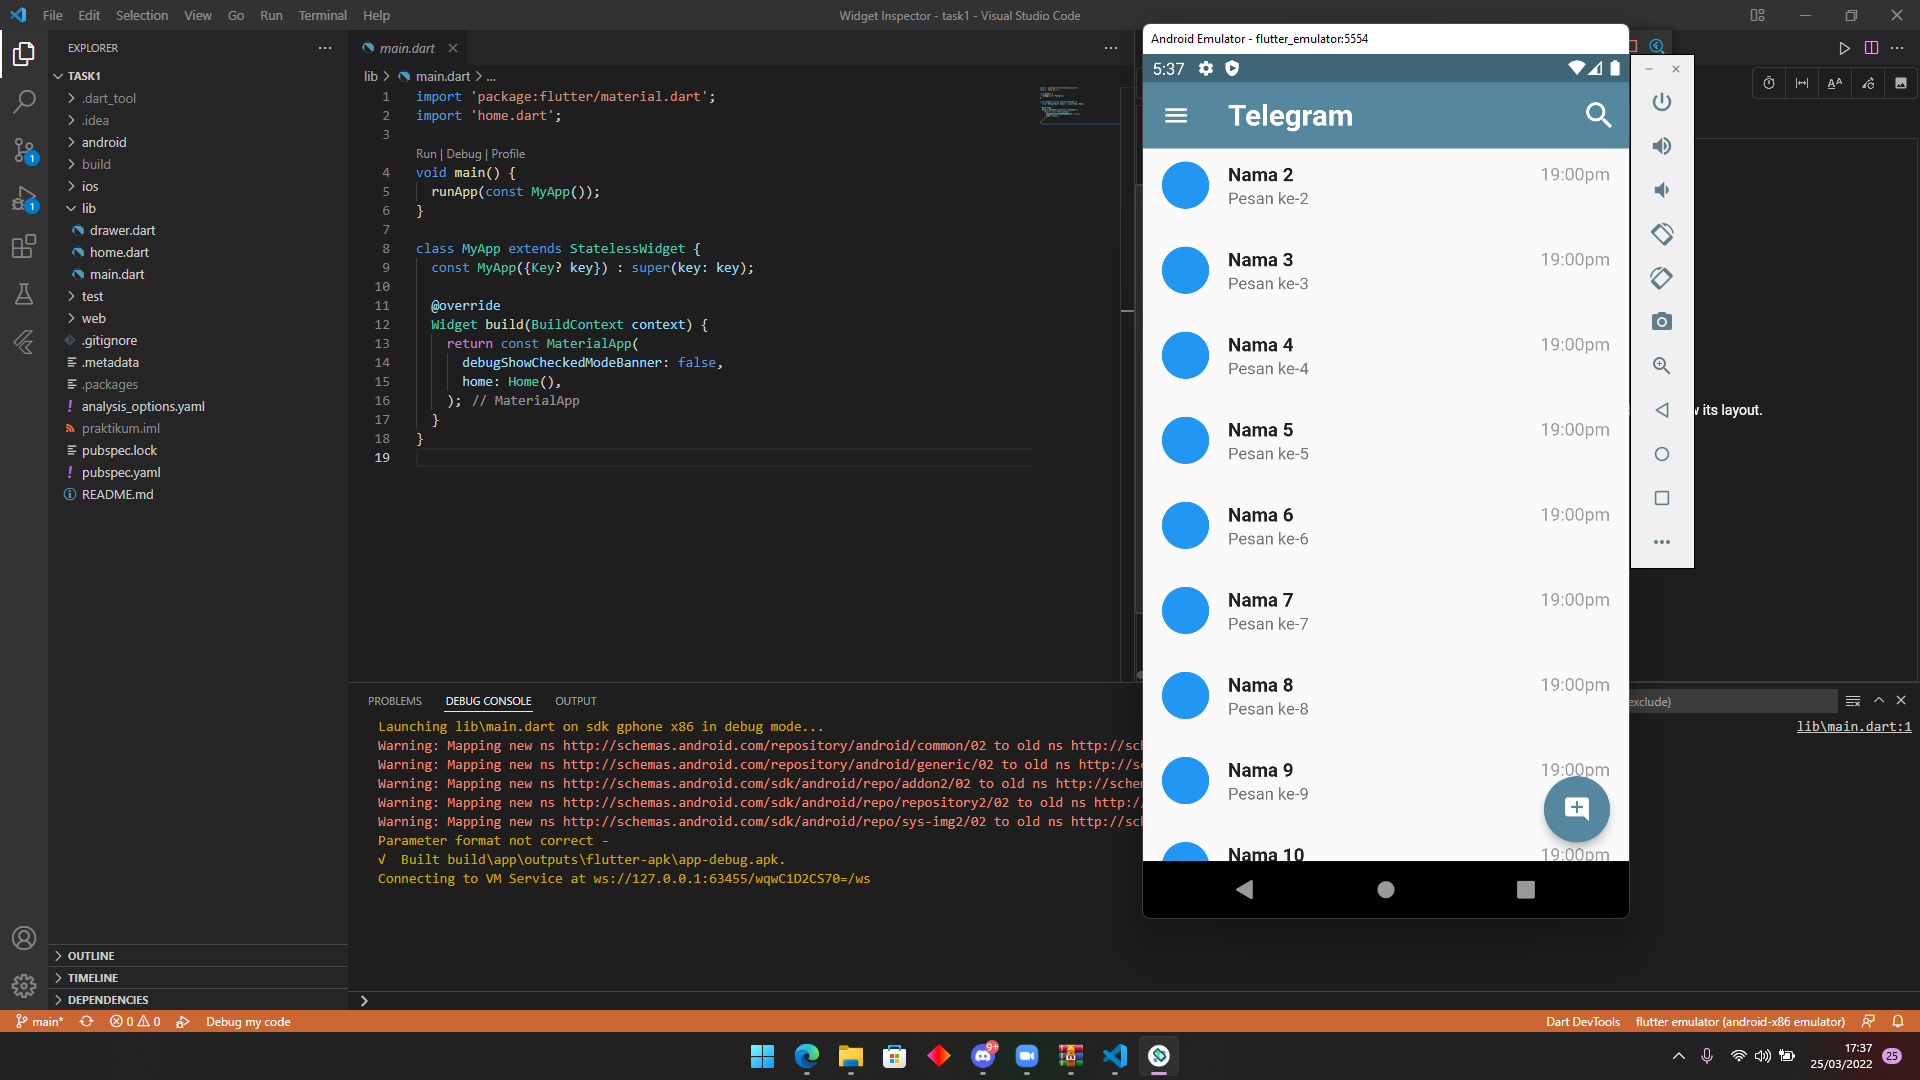 File Edit Selection View Go Run Terminal Help
Widget Inspector - task1 - Visual Studio Code
EXPLORER
TASK1
.dart_tool
.idea
android
build
ios
lib
drawer.dart
home.dart
main.dart
test
web
.gitignore
.metadata
.packages
analysis_options.yaml
praktikum.iml
pubspec.lock
pubspec.yaml
README.md
OUTLINE
TIMELINE
DEPENDENCIES
main.dart
lib > main.dart > ...
1 import 'package:flutter/material.dart';
2 import 'home.dart';
3
Run | Debug | Profile
4 void main() {
5 runApp(const MyApp());
6 }
7
8 class MyApp extends StatelessWidget {
9 const MyApp({Key? key}) : super(key: key);
10
11 @override
12 Widget build(BuildContext context) {
13 return const MaterialApp(
14 debugShowCheckedModeBanner: false,
15 home: Home(),
16 ); // MaterialApp
17 }
18 }
19
PROBLEMS DEBUG CONSOLE OUTPUT
exclude)
Launching lib\main.dart on sdk gphone x86 in debug mode...
lib\main.dart:1
Warning: Mapping new ns http://schemas.android.com/repository/android/common/02 to old ns http://sc
Warning: Mapping new ns http://schemas.android.com/repository/android/generic/02 to old ns http://s
Warning: Mapping new ns http://schemas.android.com/sdk/android/repo/addon2/02 to old ns http://sche
Warning: Mapping new ns http://schemas.android.com/sdk/android/repo/repository2/02 to old ns http:/
Warning: Mapping new ns http://schemas.android.com/sdk/android/repo/sys-img2/02 to old ns http://sc
Parameter format not correct -
√ Built build\app\outputs\flutter-apk\app-debug.apk.
Connecting to VM Service at ws://127.0.0.1:63455/wqwC1D2CS70=/ws
Android Emulator - flutter_emulator:5554
5:37
Telegram
Nama 2 19:00pm
Pesan ke-2
Nama 3 19:00pm
Pesan ke-3
Nama 4 19:00pm
Pesan ke-4
Nama 5 19:00pm
Pesan ke-5
Nama 6 19:00pm
Pesan ke-6
Nama 7 19:00pm
Pesan ke-7
Nama 8 19:00pm
Pesan ke-8
Nama 9 19:00pm
Pesan ke-9
Nama 10 19:00pm
its layout.
main* 0 0 Debug my code
Dart DevTools flutter emulator (android-x86 emulator)
9+
17:37
25/03/2022
25